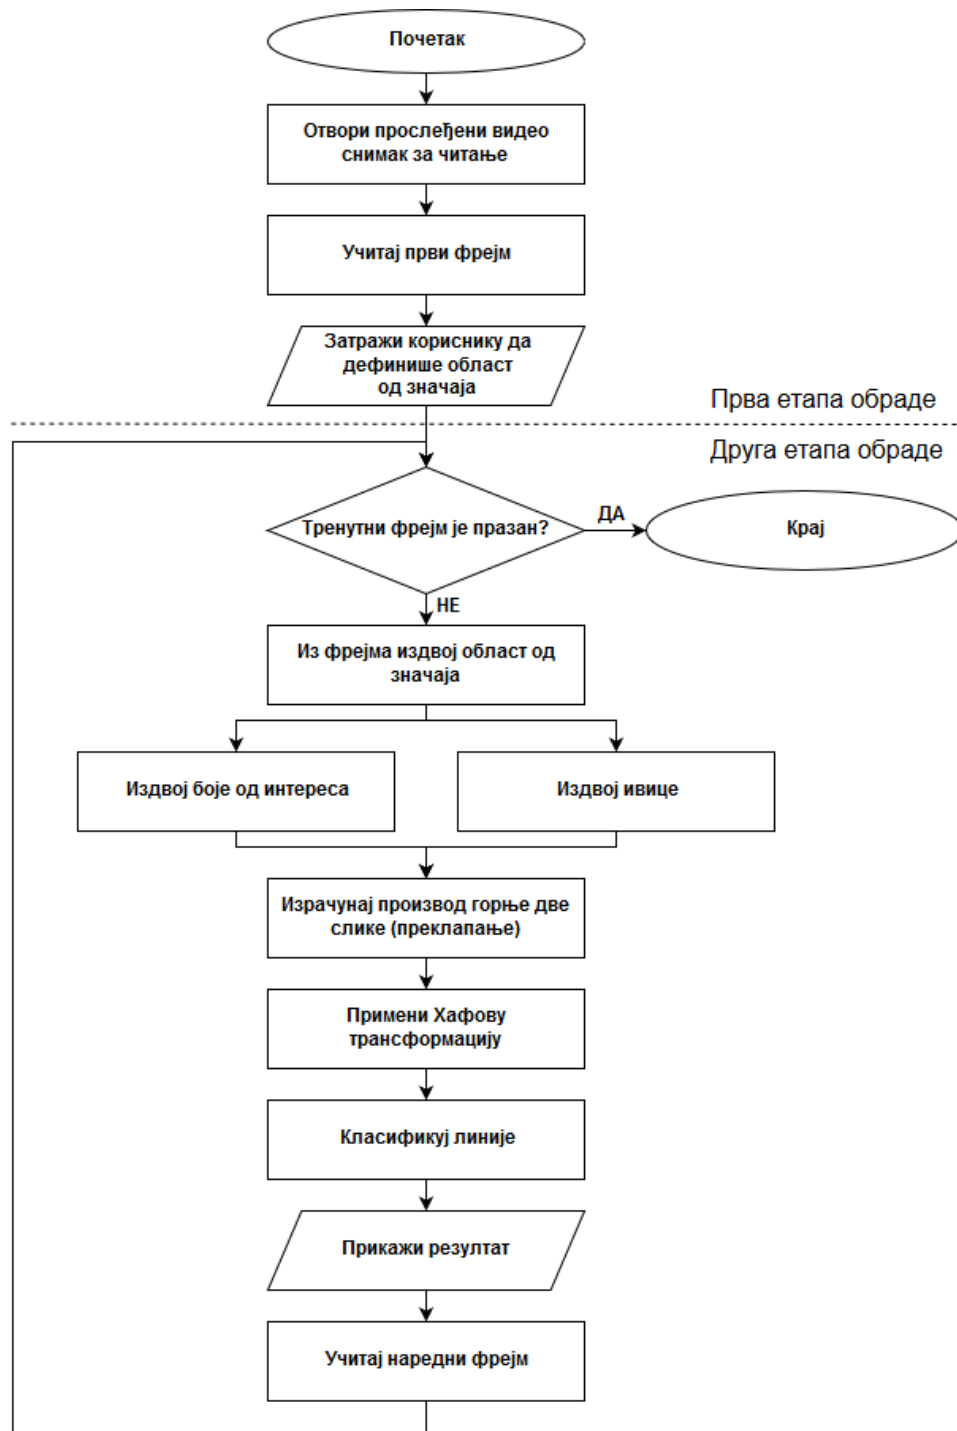 Почетак
Отвори прослеђени видео
снимак за читање
Учитај први фрејм
Затражи кориснику да
дефинише област
од значаја
Прва етапа обраде
Друга етапа обраде
Тренутни фрејм је празан?
ДА
Крај
НЕ
Из фрејма издвој област од
значаја
Издвој боје од интереса
Издвој ивице
Израчунај производ горње две
слике (преклапање)
Примени Хафову
трансформацију
Класификуј линије
Прикажи резултат
Учитај наредни фрејм